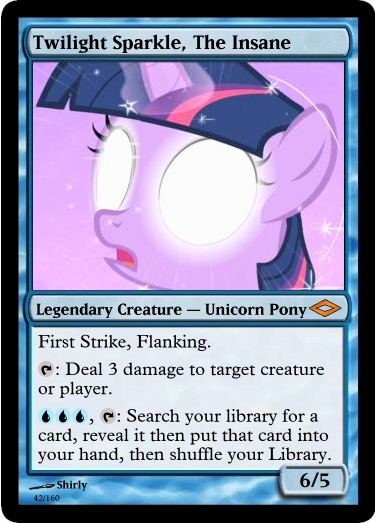 Twilight Sparkle, The Insane
Legendary Creature — Unicorn Pony
First Strike, Flanking.
: Deal 3 damage to target creature
or player.
, : Search your library for a
card, reveal it then put that card into
your hand, then shuffle your Library.
6/5
Shirly
42/160